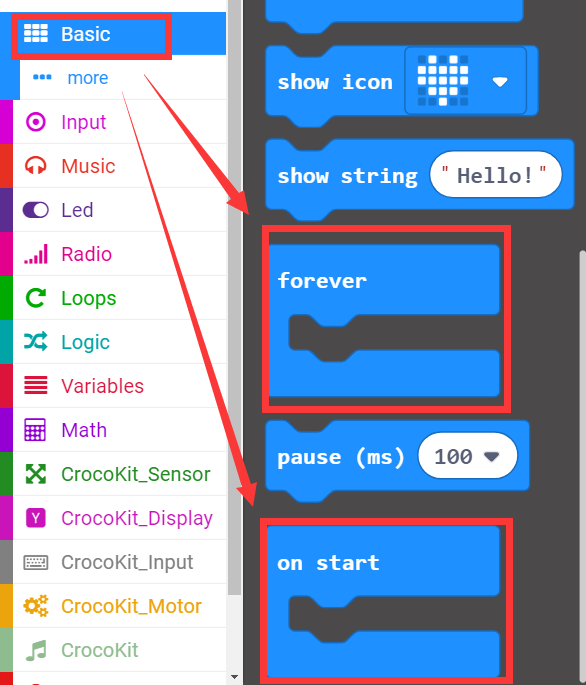 Basic
more
Input
Music
Led
Radio
Loops
Logic
Variables
Math
CrocoKit_Sensor
Y CrocoKit_Display
CrocoKit_Input
CrocoKit_Motor
CrocoKit
show icon
show string "Hello!"
forever
pause (ms) 100
on start